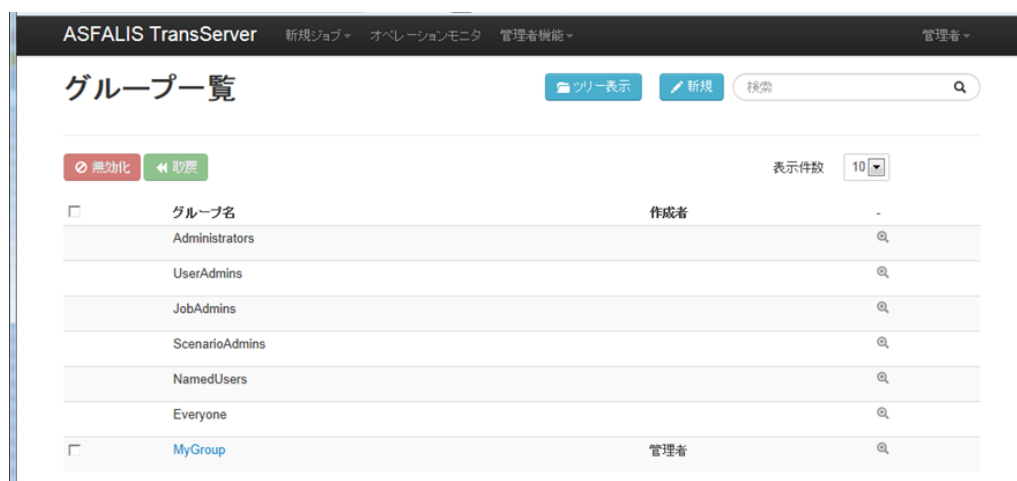 ASFALIS TransServer 新規ジョブ オペレーションモニタ 管理者機能 管理者
グループ一覧 ツリー表示 新規 検索
無効化 取戻 表示件数 10
グループ名 作成者 -
Administrators
UserAdmins
JobAdmins
ScenarioAdmins
NamedUsers
Everyone
MyGroup 管理者